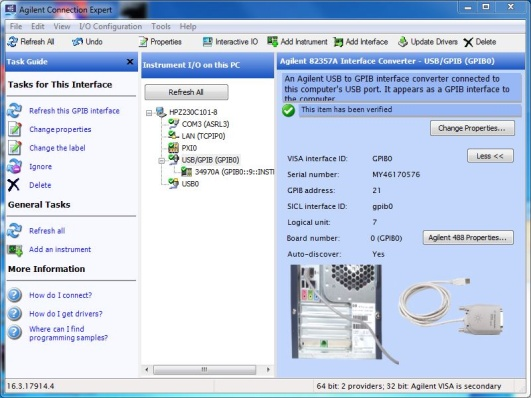 Agilent Connection Expert
File Edit View I/O Configuration Tools Help
Refresh All Undo Properties Interactive IO Add Instrument Add Interface Update Drivers Delete
Task Guide
Tasks for This Interface
Refresh this GPIB interface
Change properties
Change the label
Ignore
Delete
General Tasks
Refresh all
Add an instrument
More Information
How do I connect?
How do I get drivers?
Where can I find
programming samples?
Instrument I/O on this PC
Refresh All
HPZ230C101-8
COM3 (ASRL3)
LAN (TCPIP0)
PXI0
USB/GPIB (GPIB0)
34970A (GPIB0::9::INSTI
USB0
Agilent 82357A Interface Converter - USB/GPIB (GPIB0)
An Agilent USB to GPIB interface converter connected to
this computer's USB port. It appears as a GPIB interface to
the computer
This item has been verified
Change Properties...
VISA interface ID: GPIB0
Less <<
Serial number: MY46170576
GPIB address: 21
SICL interface ID: gpib0
Logical unit: 7
Board number: 0 (GPIB0)
Agilent 488 Properties...
Auto-discover: Yes
16.3.17914.4
64 bit: 2 providers; 32 bit: Agilent VISA is secondary